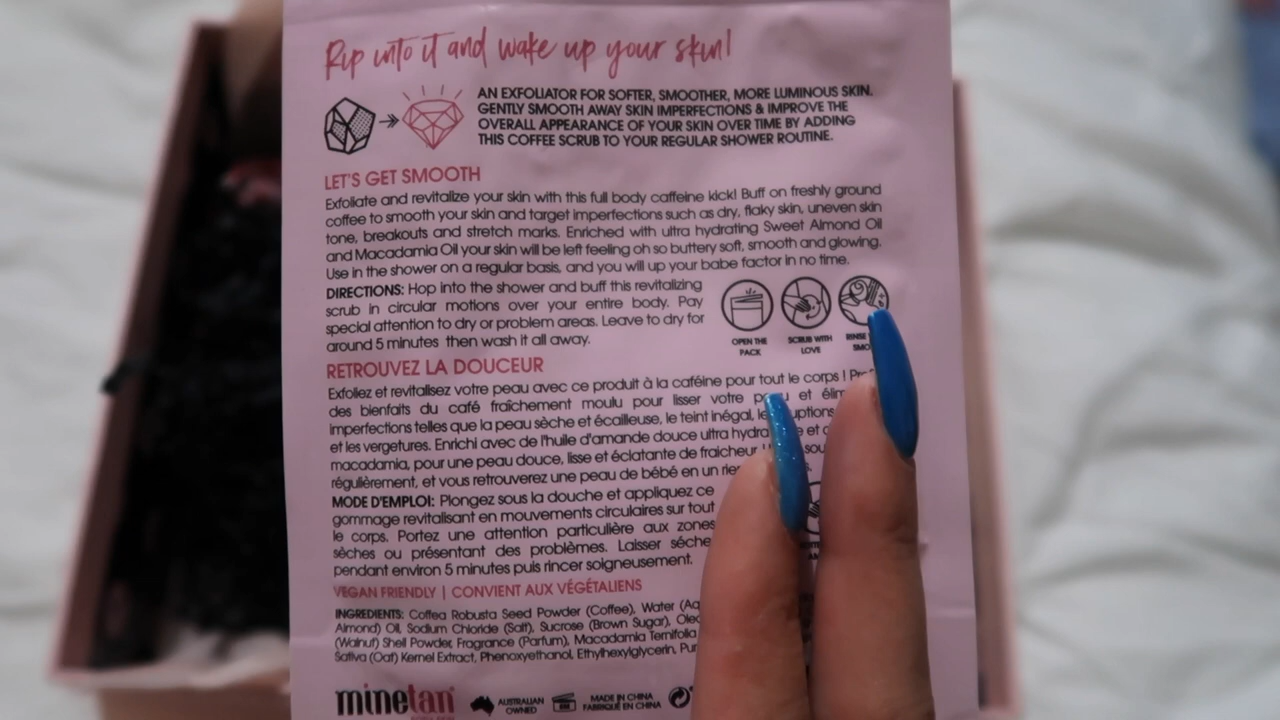 Rip into it and wake up your skin!
AN EXFOLIATOR FOR SOFTER, SMOOTHER, MORE LUMINOUS SKIN.
GENTLY SMOOTH AWAY SKIN IMPERFECTIONS & IMPROVE THE
OVERALL APPEARANCE OF YOUR SKIN OVER TIME BY ADDING
THIS COFFEE SCRUB TO YOUR REGULAR SHOWER ROUTINE.
LET'S GET SMOOTH
Exfoliate and revitalize your skin with this full body caffeine kick! Buff on freshly ground
coffee to smooth your skin and target imperfections such as dry, flaky skin, uneven skin
tone, breakouts and stretch marks. Enriched with ultra hydrating Sweet Almond Oil
and Macadamia Oil your skin will be left feeling oh so buttery soft, smooth and glowing.
Use in the shower on a regular basis, and you will up your babe factor in no time.
DIRECTIONS: Hop into the shower and buff this revitalizing
scrub in circular motions over your entire body. Pay
special attention to dry or problem areas. Leave to dry for
around 5 minutes then wash it all away.
OPEN THE
PACK
SCRUB WITH
LOVE
RINSE
RETROUVEZ LA DOUCEUR
Exfoliez et revitalisez votre peau avec ce produit à la caféine pour tout le corps !
des bienfaits du café fraîchement moulu pour lisser votre
imperfections telles que la peau sèche et écailleuse, le teint inégal,
et les vergetures. Enrichi avec de l'huile d'amande douce ultra
macadamia, pour une peau douce, lisse et éclatante de fraicheur
régulièrement, et vous retrouverez une peau de bébé en un
MODE D'EMPLOI: Plongez sous la douche et appliquez ce
gommage revitalisant en mouvements circulaires sur tout
le corps. Portez une attention particulière aux zones
sèches ou présentant des problèmes. Laisser
pendant environ 5 minutes puis rincer soigneusement.
VEGAN FRIENDLY | CONVIENT AUX VÉGÉTALIENS
INGREDIENTS: Coffea Robusta Seed Powder (Coffee), Water
Almond) Oil, Sodium Chloride (Salt), Sucrose (Brown Sugar),
(Walnut) Shell Powder, Fragrance (Parfum), Macadamia Ternifolia
Sativa (Oat) Kernel Extract, Phenoxyethanol, Ethylhexylglycerin,
minetan
AUSTRALIAN
OWNED
MADE IN CHINA
FABRIQUÉ EN CHINA